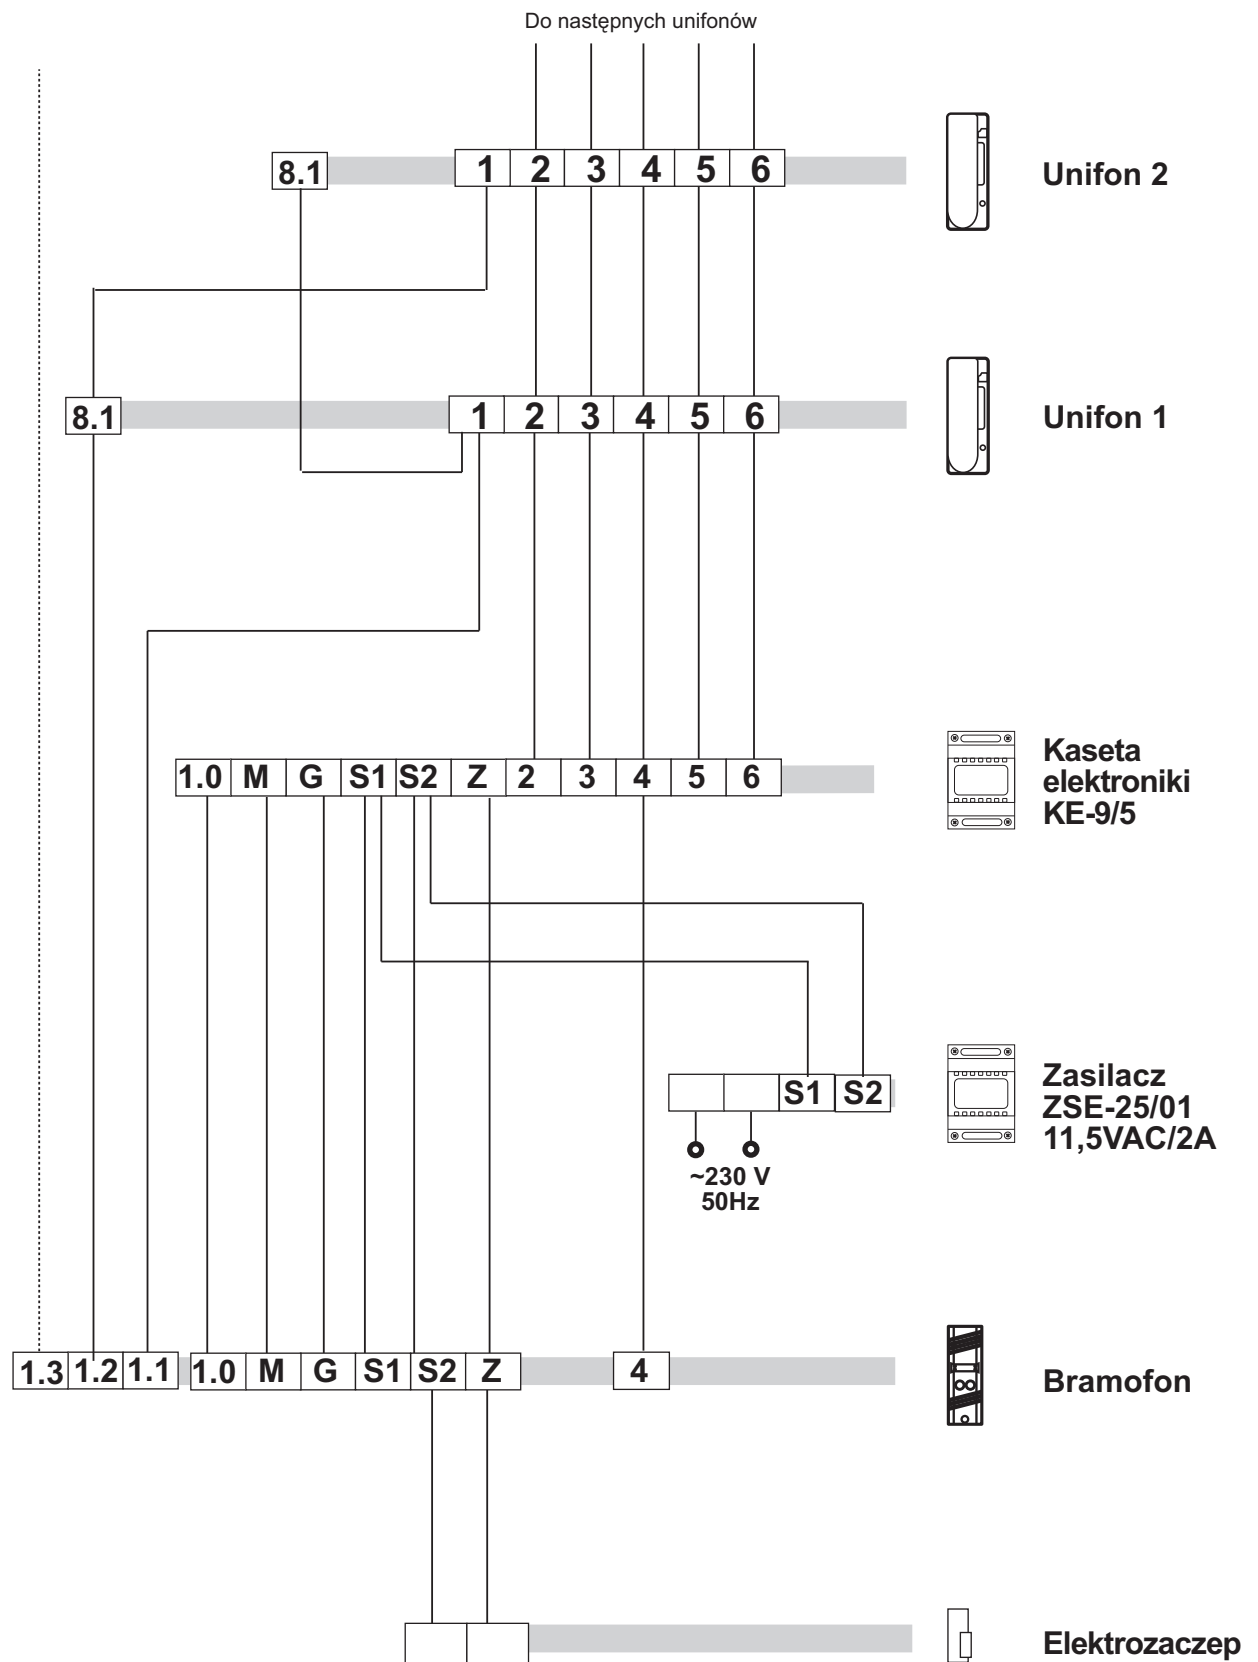 Do następnych unifonów
8.1 1 2 3 4 5 6 Unifon 2
8.1 1 2 3 4 5 6 Unifon 1
1.0 M G S1 S2 Z 2 3 4 5 6
Kaseta
elektroniki
KE-9/5
S1 S2
~230 V
50Hz
Zasilacz
ZSE-25/01
11,5VAC/2A
1.3 1.2 1.1 1.0 M G S1 S2 Z 4 Bramofon
Elektrozaczep